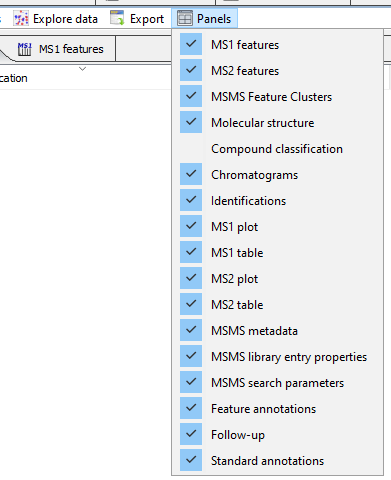 s Explore data Export Panels
MS1 MS1 features
cation
MS1 features
MS2 features
MSMS Feature Clusters
Molecular structure
Compound classification
Chromatograms
Identifications
MS1 plot
MS1 table
MS2 plot
MS2 table
MSMS metadata
MSMS library entry properties
MSMS search parameters
Feature annotations
Follow-up
Standard annotations